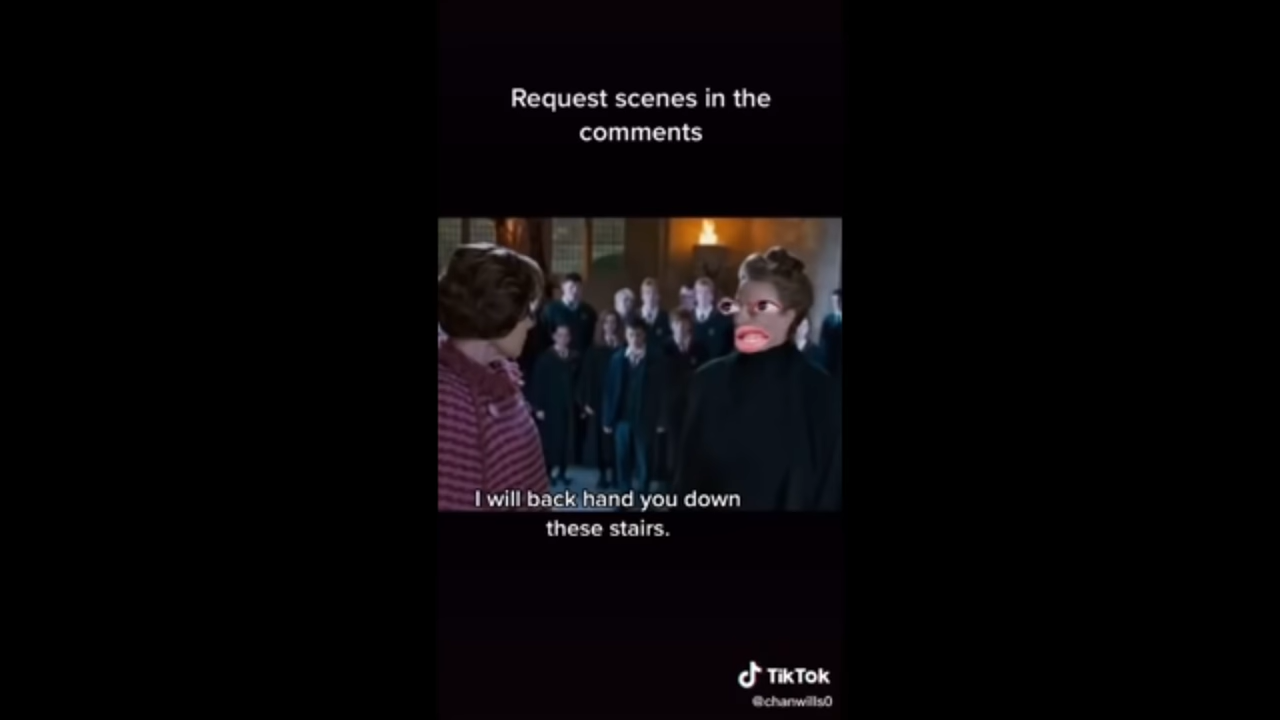 Request scenes in the
comments
I will back hand you down
these stairs.
TikTok
@chanwills0